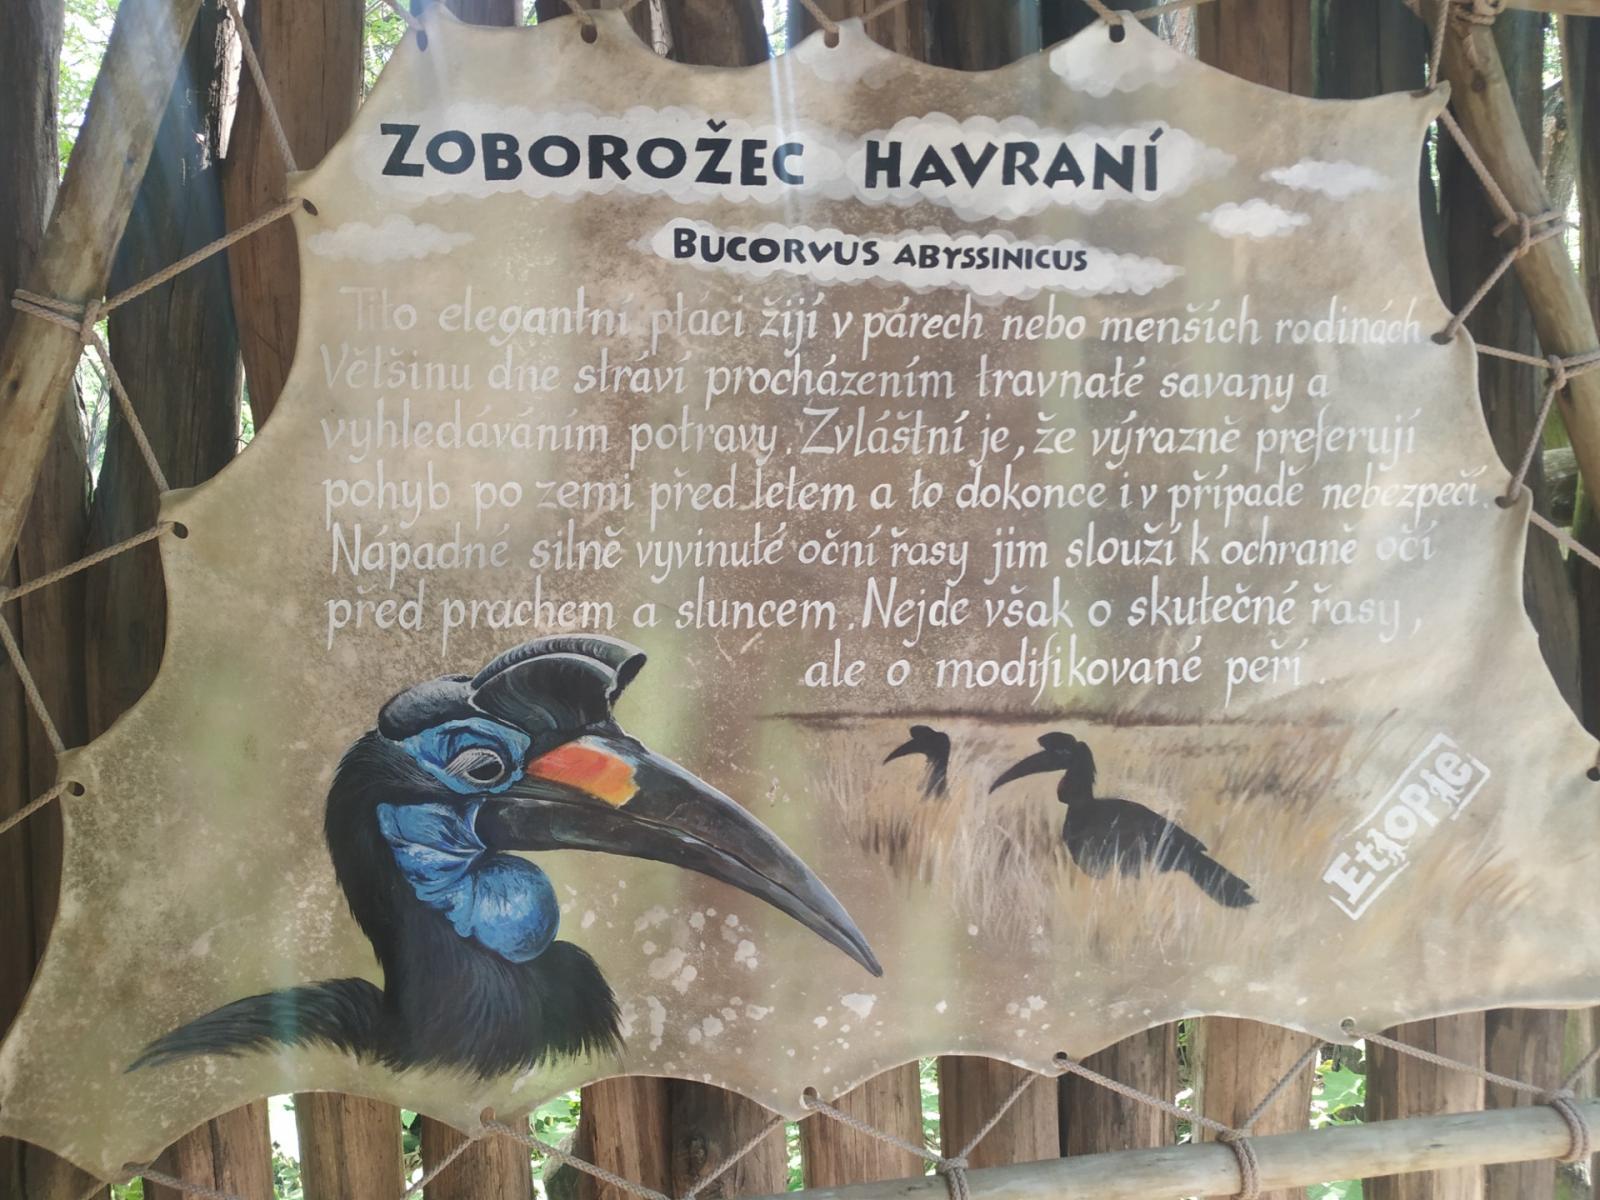 ZOBOROŽEC HAVRANÍ
BUCORVUS ABYSSINICUS
Tito elegantní ptáci žijí v párech nebo menších rodinách
Většinu dne stráví procházením travnaté savany a
vyhledáváním potravy. Zvláštní je, že výrazně preferují
pohyb po zemi před letem a to dokonce i v případě nebezpečí.
Nápadné silně vyvinuté oční řasy jim slouží k ochraně očí
před prachem a sluncem. Nejde však o skutečné řasy,
ale o modifikované peří.
Etiopie